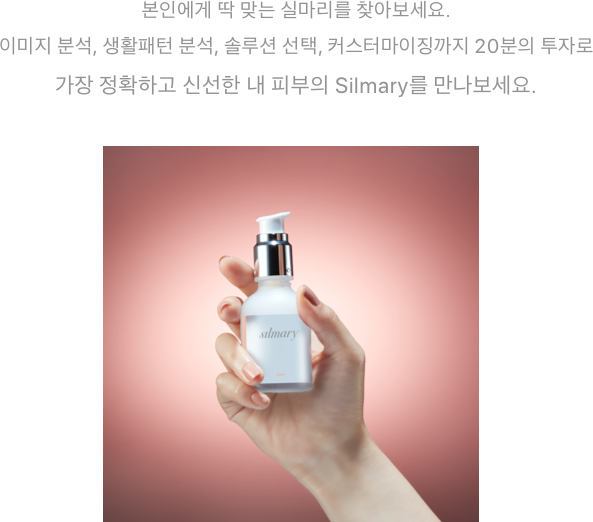 본인에게 딱 맞는 실마리를 찾아보세요.
이미지 분석, 생활패턴 분석, 솔루션 선택, 커스터마이징까지 20분의 투자로
가장 정확하고 신선한 내 피부의 Silmary를 만나보세요.
silmary